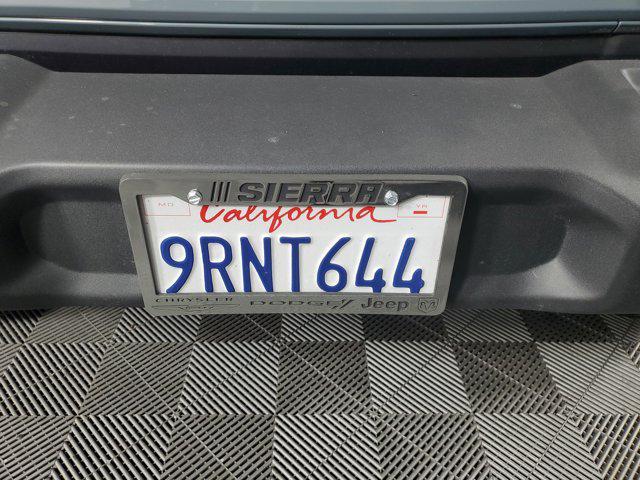 SIERRA
MO California YR
9RNT644
CHRYSLER DODGE Jeep